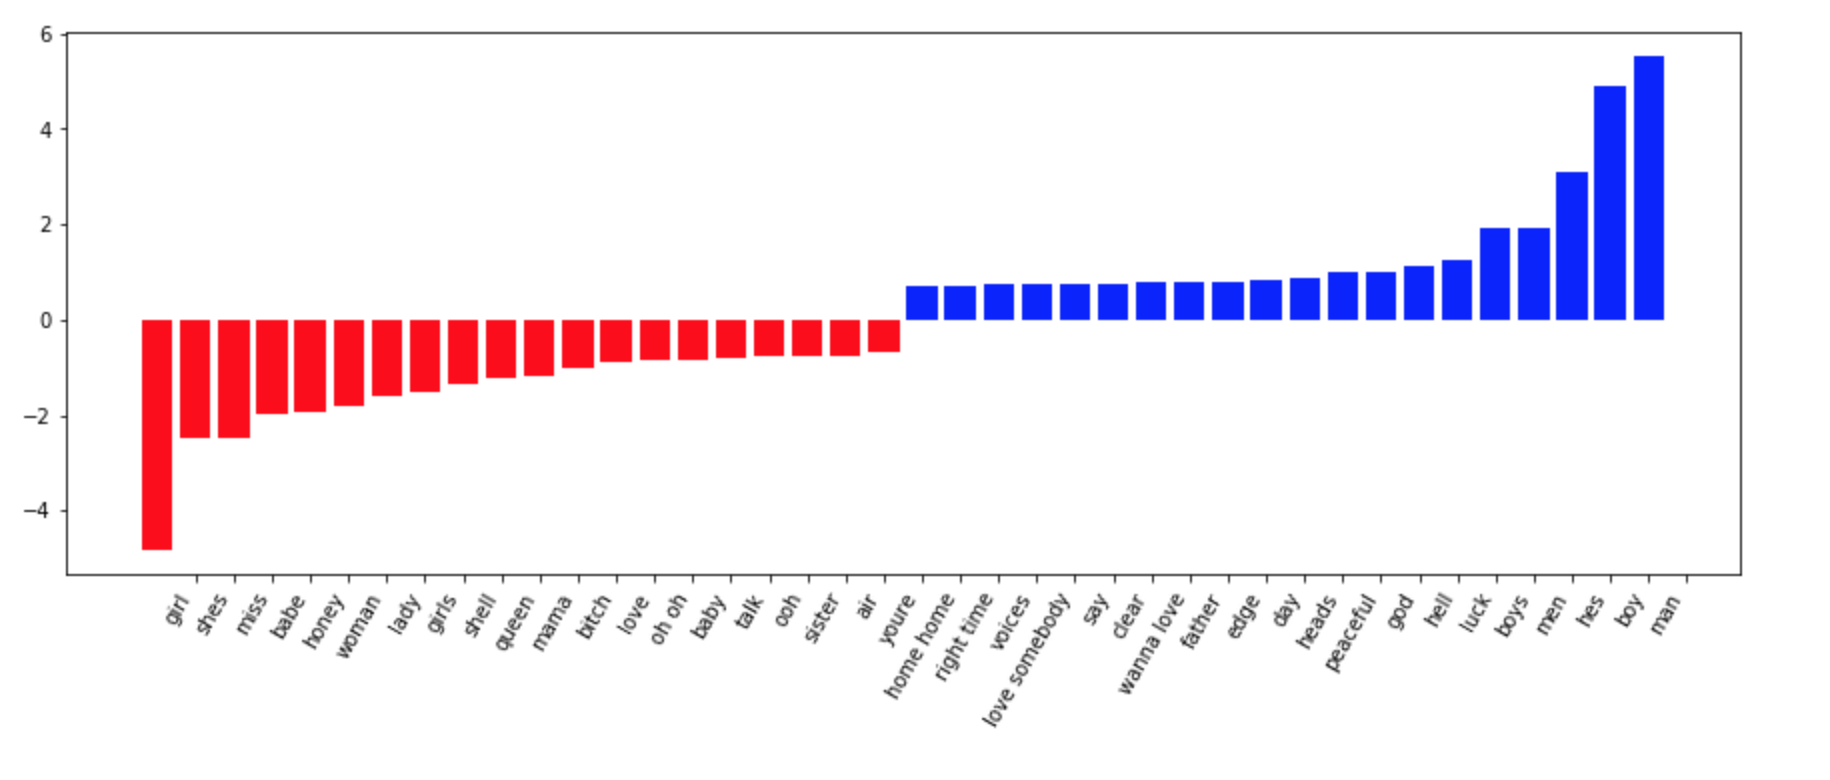 6
4
2
0
−2
−4
girl
shes
miss
babe
honey
woman
lady
girls
shell
queen
mama
bitch
love
oh oh
baby
talk
ooh
sister
air
youre
home home
right time
voices
love somebody
say
clear
wanna love
father
edge
day
heads
peaceful
god
hell
luck
boys
men
hes
boy
man